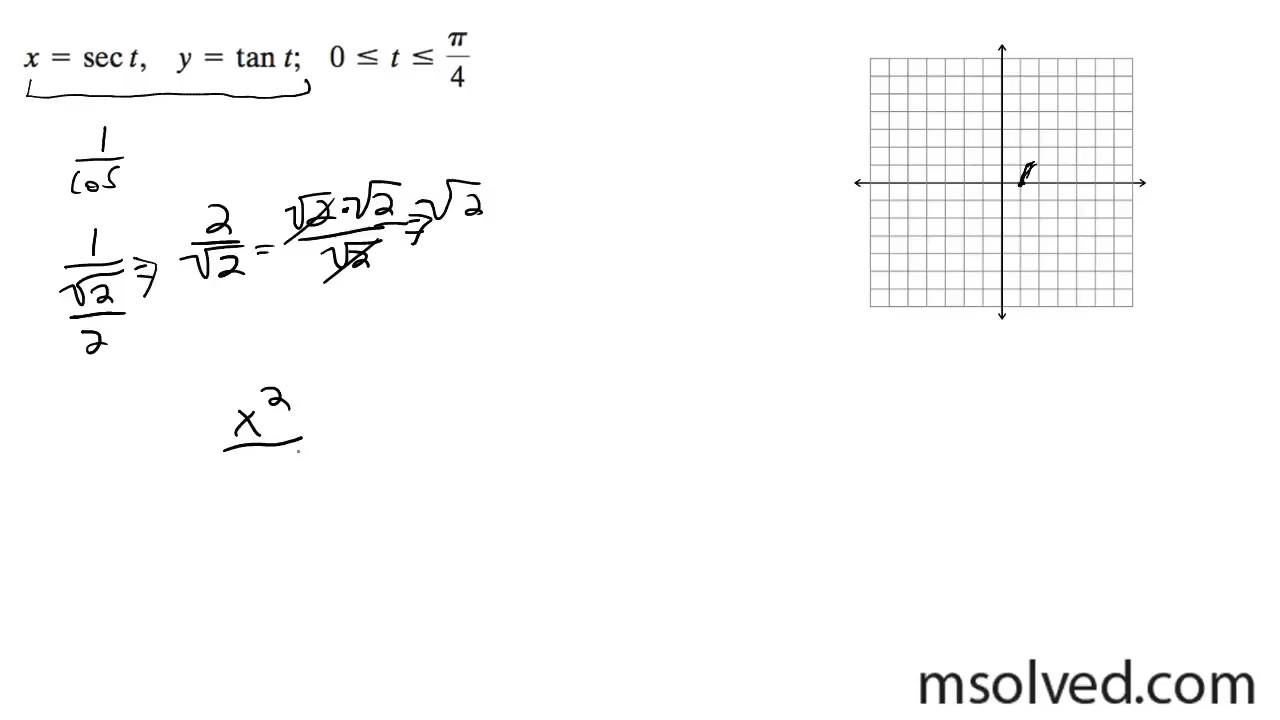 x = sec t, y = tan t; 0 ≤ t ≤ π/4
1/cos
1/(√2/2) ⇒ 2/√2 = √2·√2/√2 ⇒ √2
x²
msolved.com